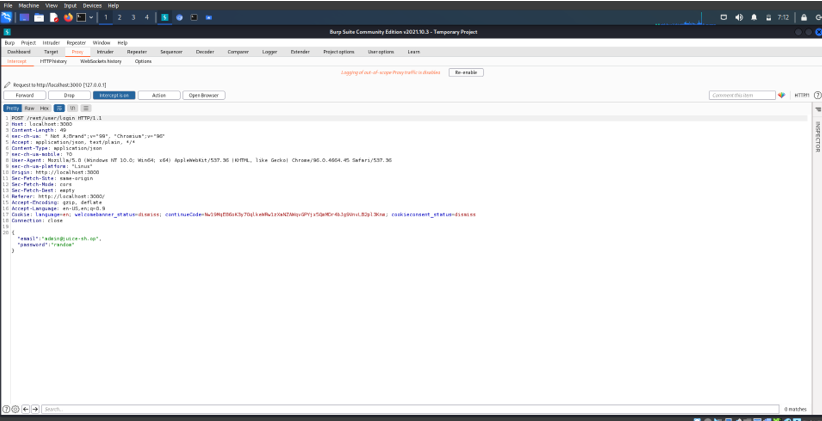 File Machine View Input Devices Help
1 2 3 4
7:12
Burp Suite Community Edition v2021.10.3 - Temporary Project
Burp Project Intruder Repeater Window Help
Dashboard Target Proxy Intruder Repeater Sequencer Decoder Comparer Logger Extender Project options User options Learn
Intercept HTTP history WebSockets history Options
Logging of out-of-scope Proxy traffic is disabled Re-enable
Request to http://localhost:3000 [127.0.0.1]
Forward Drop Intercept is on Action Open Browser Comment this item HTTP/1
Pretty Raw Hex
INSPECTOR
1 POST /rest/user/login HTTP/1.1
2 Host: localhost:3000
3 Content-Length: 49
4 sec-ch-ua: " Not A;Brand";v="99", "Chromium";v="96"
5 Accept: application/json, text/plain, */*
6 Content-Type: application/json
7 sec-ch-ua-mobile: ?0
8 User-Agent: Mozilla/5.0 (Windows NT 10.0; Win64; x64) AppleWebKit/537.36 (KHTML, like Gecko) Chrome/96.0.4664.45 Safari/537.36
9 sec-ch-ua-platform: "Linux"
10 Origin: http://localhost:3000
11 Sec-Fetch-Site: same-origin
12 Sec-Fetch-Mode: cors
13 Sec-Fetch-Dest: empty
14 Referer: http://localhost:3000/
15 Accept-Encoding: gzip, deflate
16 Accept-Language: en-US,en;q=0.9
17 Cookie: language=en; welcomebanner_status=dismiss; cookieconsent_status=dismiss
18 Connection: close
19
20 {
"email":"admin@juice-sh.op",
"password":"random"
}
Search... 0 matches